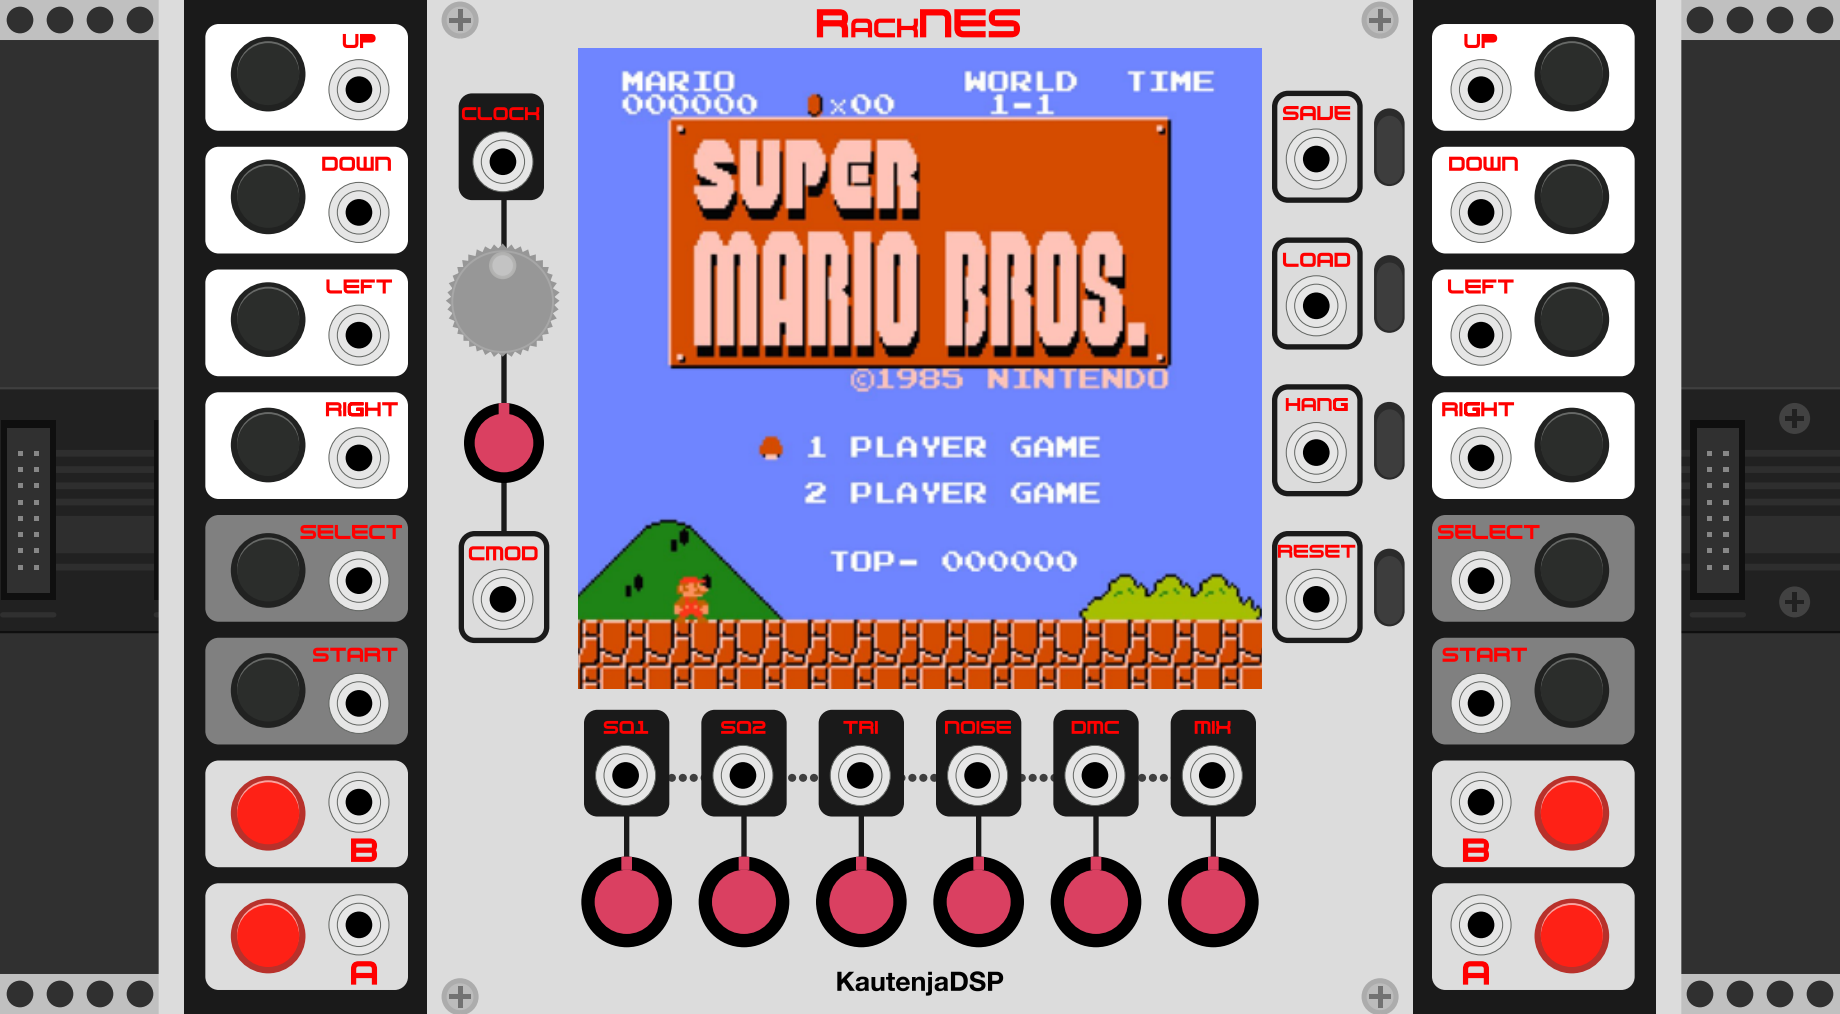 RackNES
UP
DOWN
LEFT
RIGHT
SELECT
START
B
A
CLOCK
CMOD
MARIO WORLD TIME
000000 x00 1-1
SUPER
MARIO BROS.
©1985 NINTENDO
1 PLAYER GAME
2 PLAYER GAME
TOP- 000000
SAVE
LOAD
HANG
RESET
SQ1 SQ2 TRI NOISE DMC MIX
KautenjaDSP
UP
DOWN
LEFT
RIGHT
SELECT
START
B
A